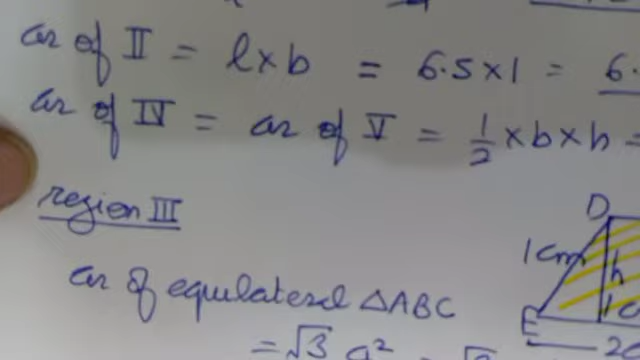 ar of II = l×b = 6.5×1 = 6.
ar of IV = ar of V = 1/2 ×b×h =
region III
D
1cm
h
ar of equilateral △ABC
E
= √3 a²